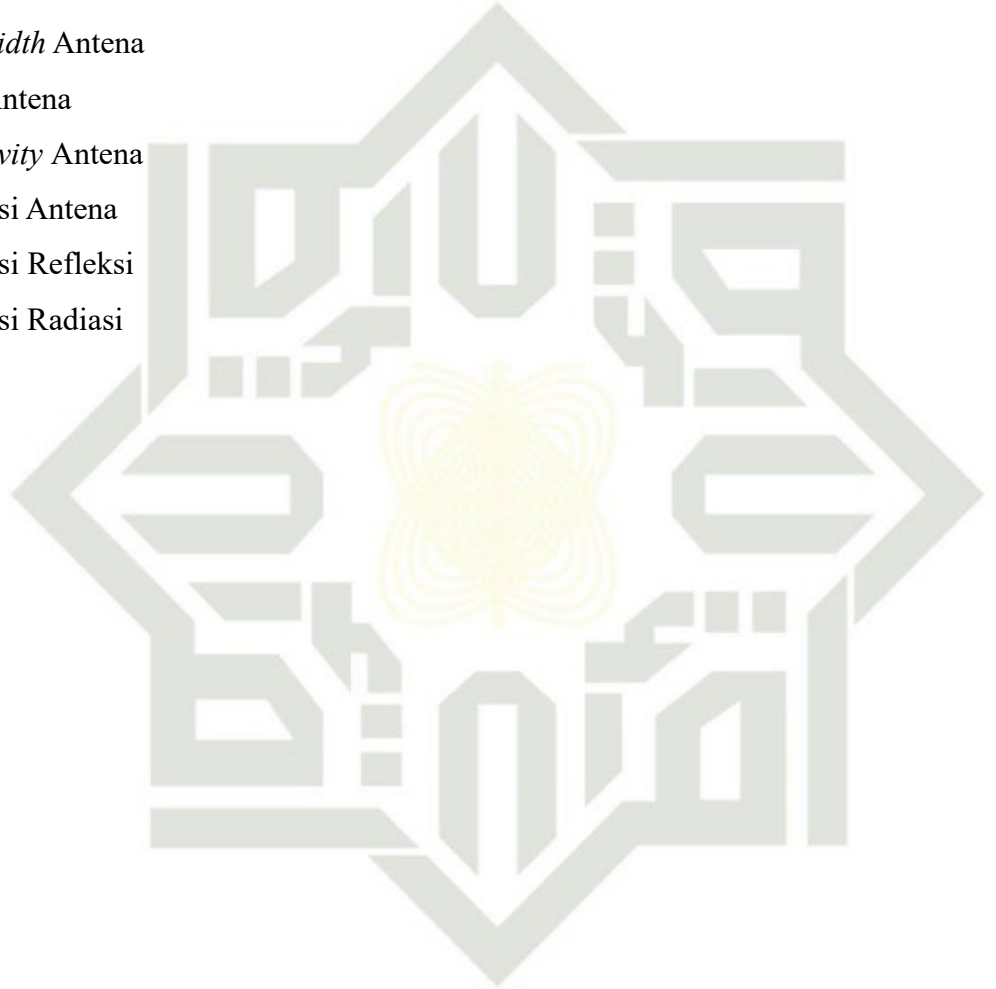 idth Antena
ntena
vity Antena
si Antena
si Refleksi
si Radiasi